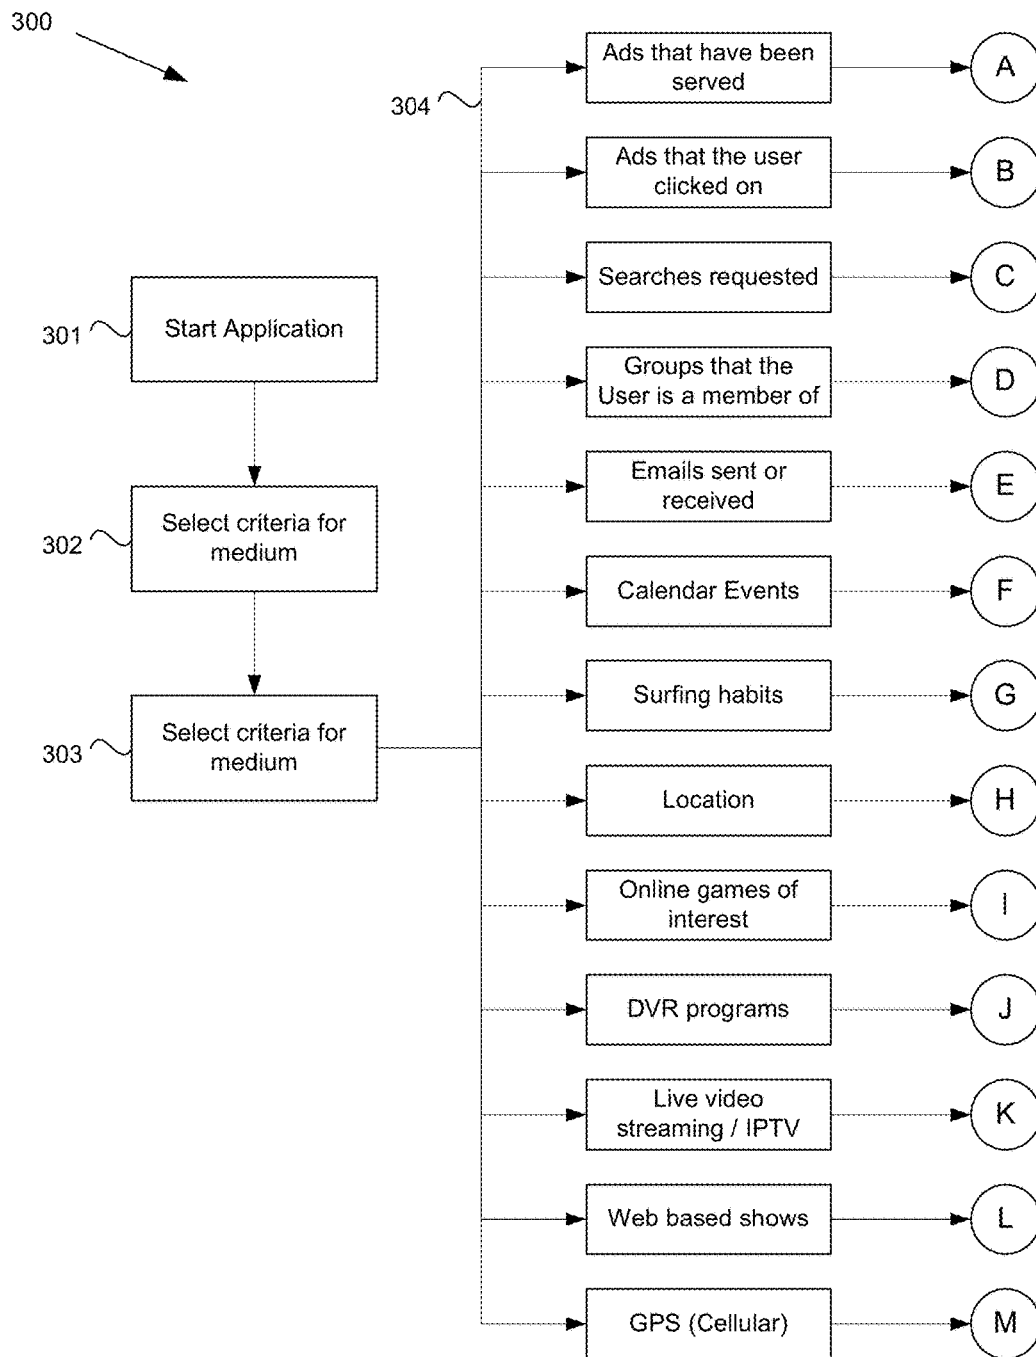 300
304
Ads that have been
served
A
Ads that the user
clicked on
B
Searches requested
C
301
Start Application
Groups that the
User is a member of
D
Emails sent or
received
E
302
Select criteria for
medium
Calendar Events
F
Surfing habits
G
303
Select criteria for
medium
Location
H
Online games of
interest
I
DVR programs
J
Live video
streaming / IPTV
K
Web based shows
L
GPS (Cellular)
M